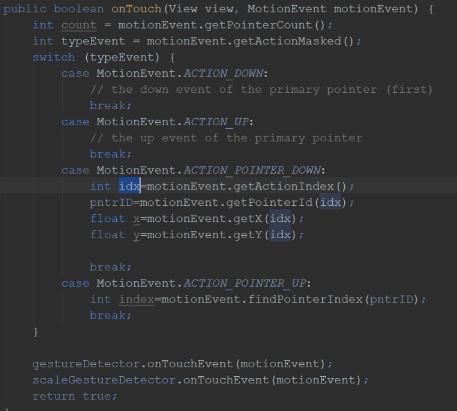 public boolean onTouch(View view, MotionEvent motionEvent) {
    int count = motionEvent.getPointerCount();
    int typeEvent = motionEvent.getActionMasked();
    switch (typeEvent) {
        case MotionEvent.ACTION_DOWN:
            // the down event of the primary pointer (first)
            break;
        case MotionEvent.ACTION_UP:
            // the up event of the primary pointer
            break;
        case MotionEvent.ACTION_POINTER_DOWN:
            int idx=motionEvent.getActionIndex();
            pntrID=motionEvent.getPointerId(idx);
            float x=motionEvent.getX(idx);
            float y=motionEvent.getY(idx);
            break;
        case MotionEvent.ACTION_POINTER_UP:
            int index=motionEvent.findPointerIndex(pntrID);
            break;
    }
    gestureDetector.onTouchEvent(motionEvent);
    scaleGestureDetector.onTouchEvent(motionEvent);
    return true;